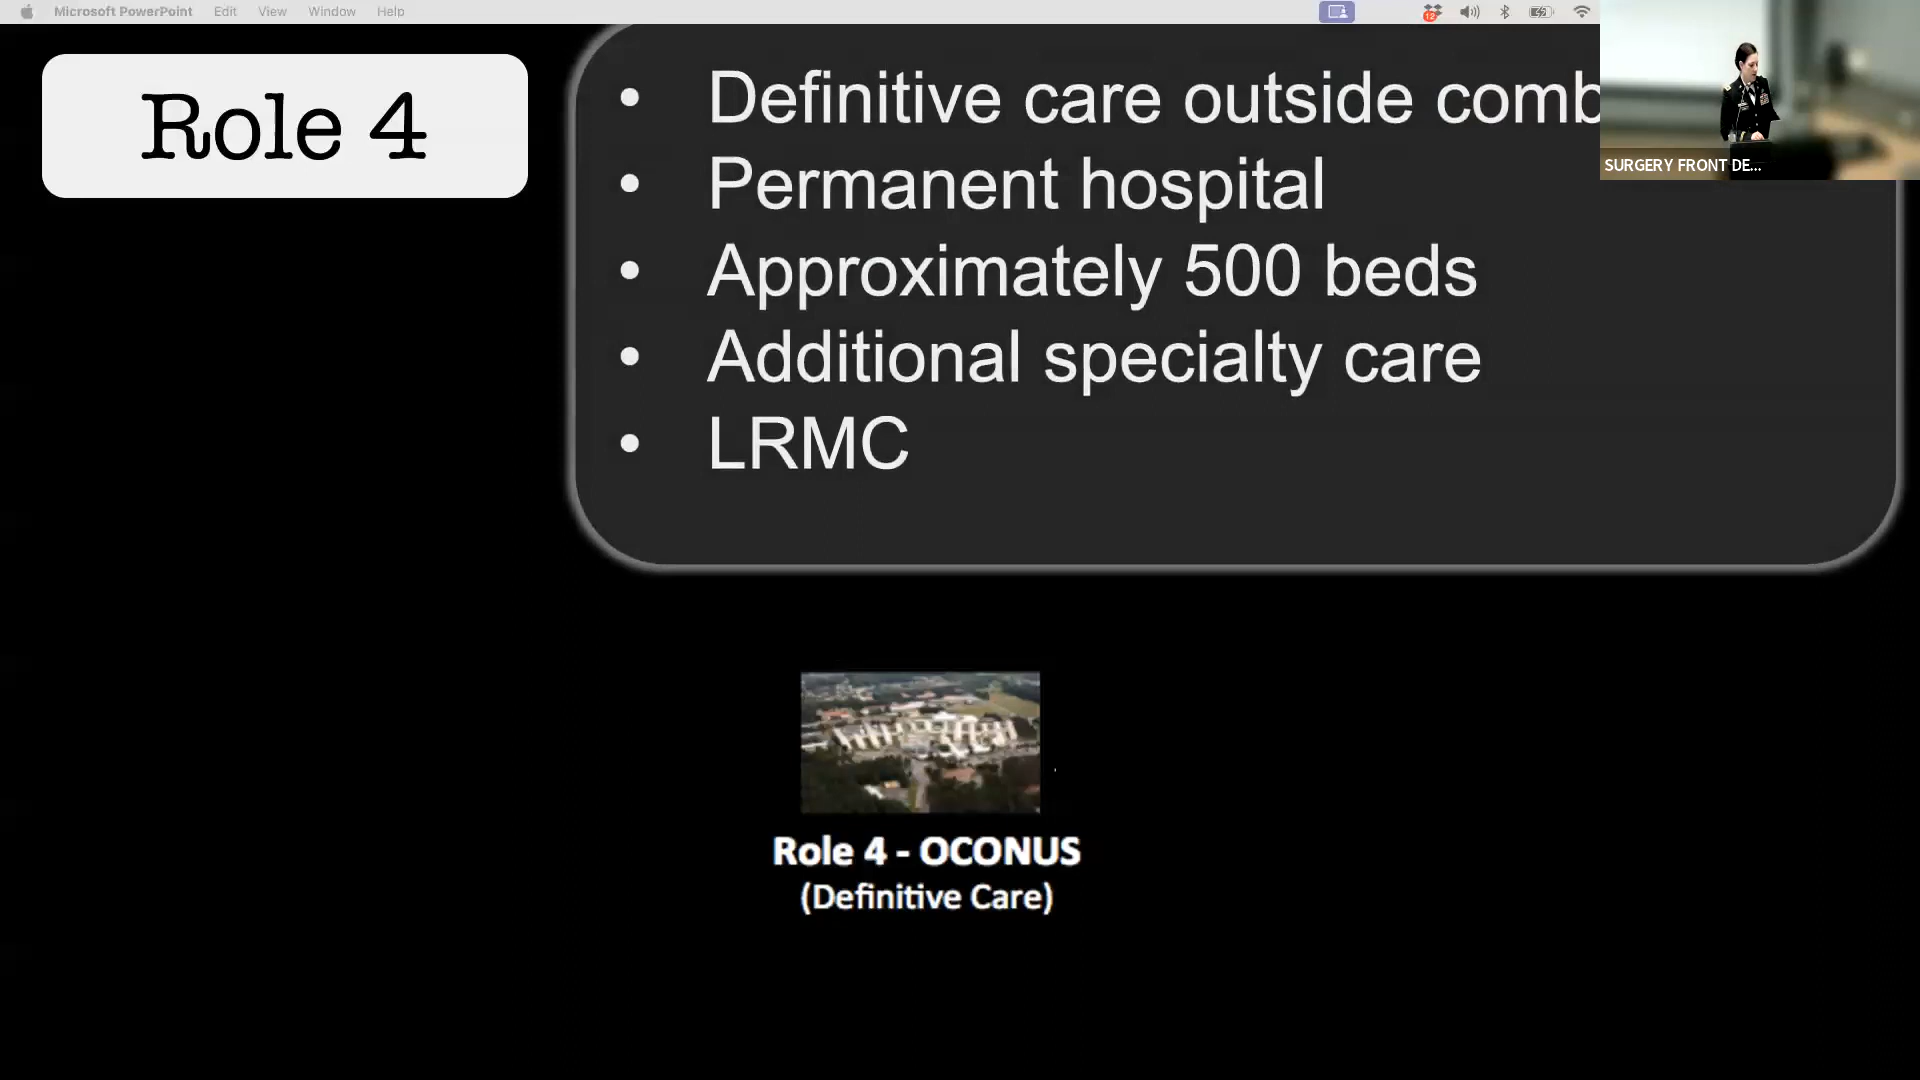 Microsoft PowerPoint Edit View Window Help
12
Role 4
• Definitive care outside comb
• Permanent hospital
• Approximately 500 beds
• Additional specialty care
• LRMC
SURGERY FRONT DE...
Role 4 - OCONUS
(Definitive Care)